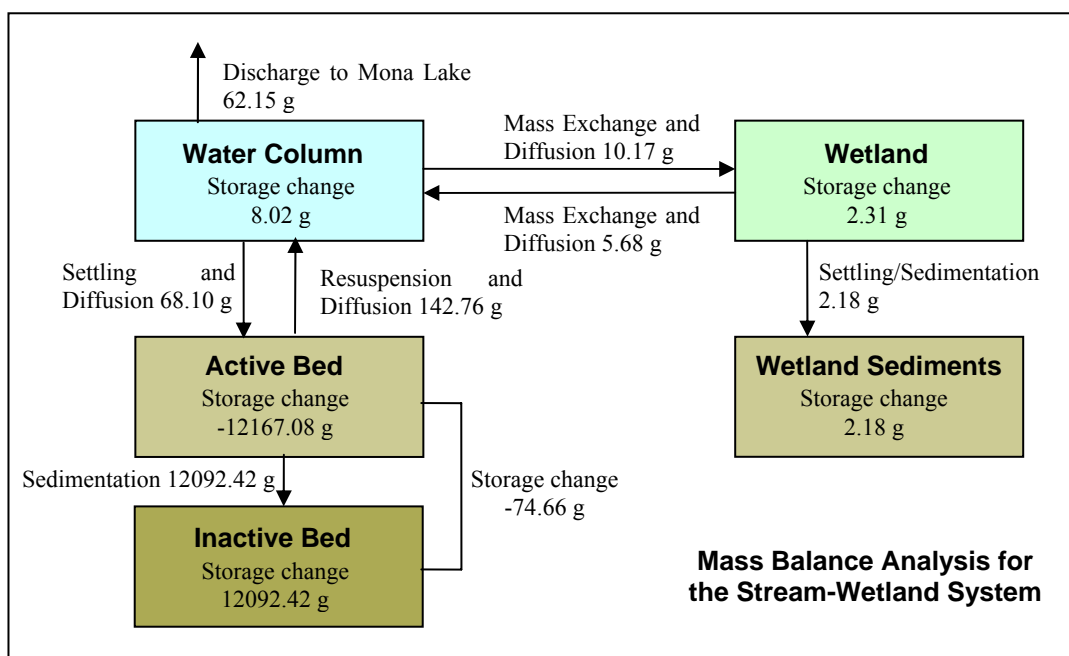 Discharge to Mona Lake
62.15 g
Water Column
Storage change
8.02 g
Mass Exchange and
Diffusion 10.17 g
Mass Exchange and
Diffusion 5.68 g
Wetland
Storage change
2.31 g
Settling and
Diffusion 68.10 g
Resuspension and
Diffusion 142.76 g
Settling/Sedimentation
2.18 g
Active Bed
Storage change
-12167.08 g
Wetland Sediments
Storage change
2.18 g
Sedimentation 12092.42 g
Storage change
-74.66 g
Inactive Bed
Storage change
12092.42 g
Mass Balance Analysis for
the Stream-Wetland System